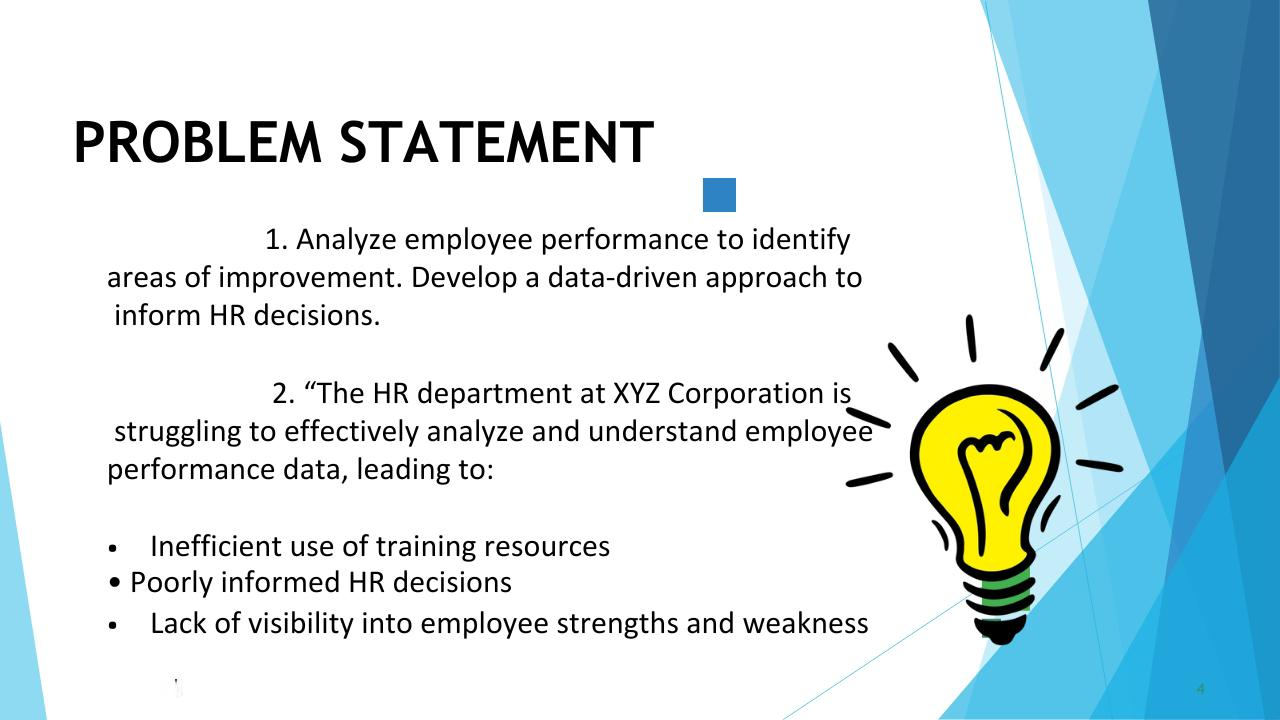 PROBLEM STATEMENT
1. Analyze employee performance to identify
areas of improvement. Develop a data-driven approach to
inform HR decisions.
2. “The HR department at XYZ Corporation is
struggling to effectively analyze and understand employee
performance data, leading to:
• Inefficient use of training resources
• Poorly informed HR decisions
• Lack of visibility into employee strengths and weakness
4